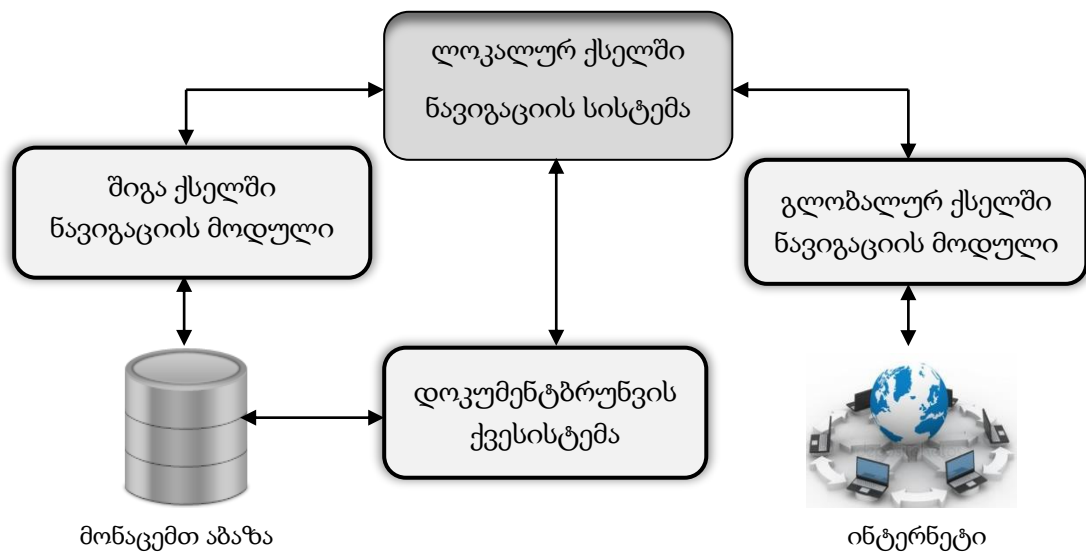 ლოკალურ ქსელში
ნავიგაციის სისტემა
შიგა ქსელში
ნავიგაციის მოდული
გლობალურ ქსელში
ნავიგაციის მოდული
დოკუმენტბრუნვის
ქვესისტემა
მონაცემთ აბაზა
ინტერნეტი